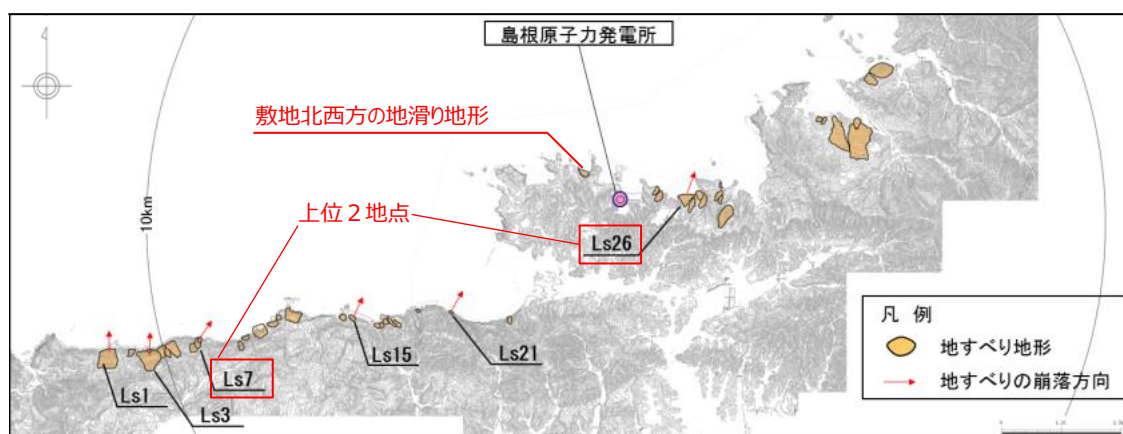 島根原子力発電所
敷地北西方の地滑り地形
上位２地点
10km
Ls26
Ls1
Ls3
Ls7
Ls15
Ls21
凡 例
地すべり地形
地すべりの崩落方向